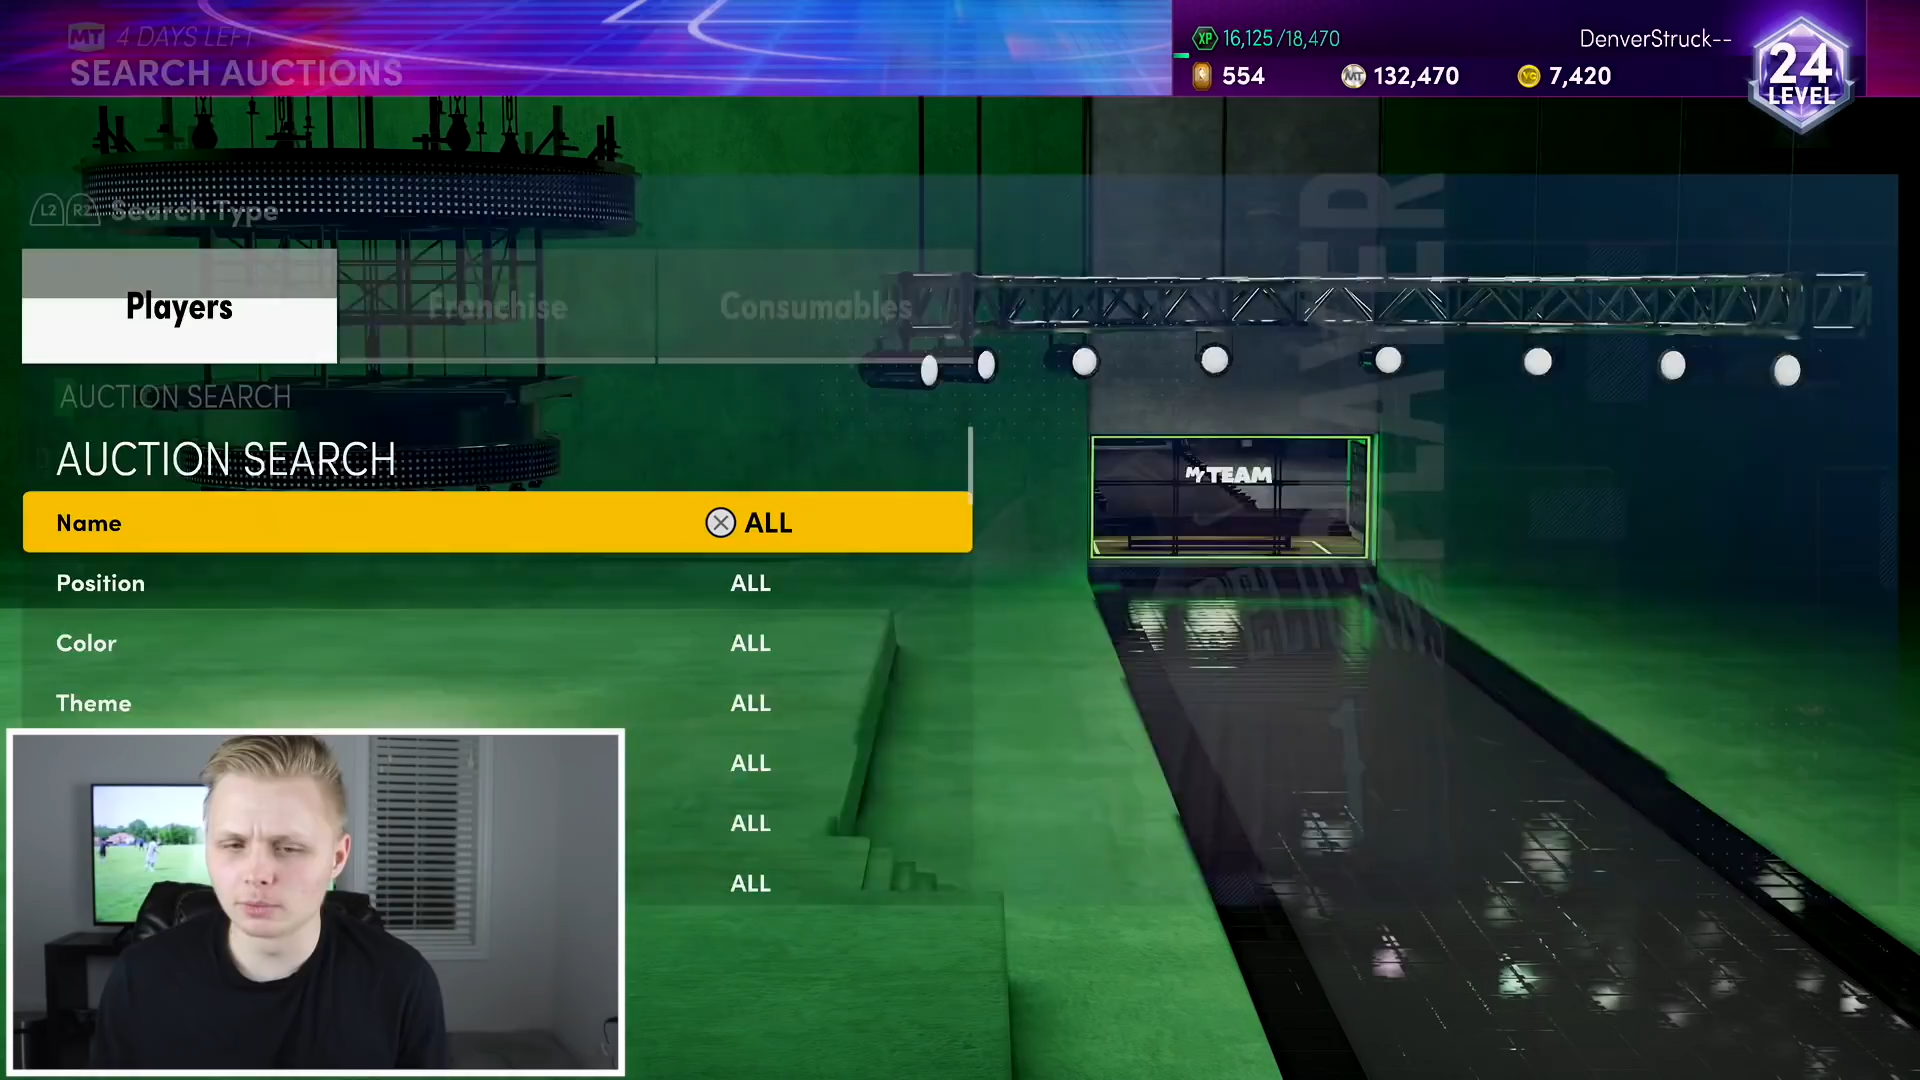 MT 4 DAYS LEFT
SEARCH AUCTIONS
XP 16,125/18,470
DenverStruck--
554
MT 132,470
VC 7,420
24
LEVEL
L2 R2 Search Type
Players
Franchise
Consumables
AUCTION SEARCH
AUCTION SEARCH
Name ALL
Position ALL
Color ALL
Theme ALL
ALL
ALL
ALL
MyTEAM
PLAYER